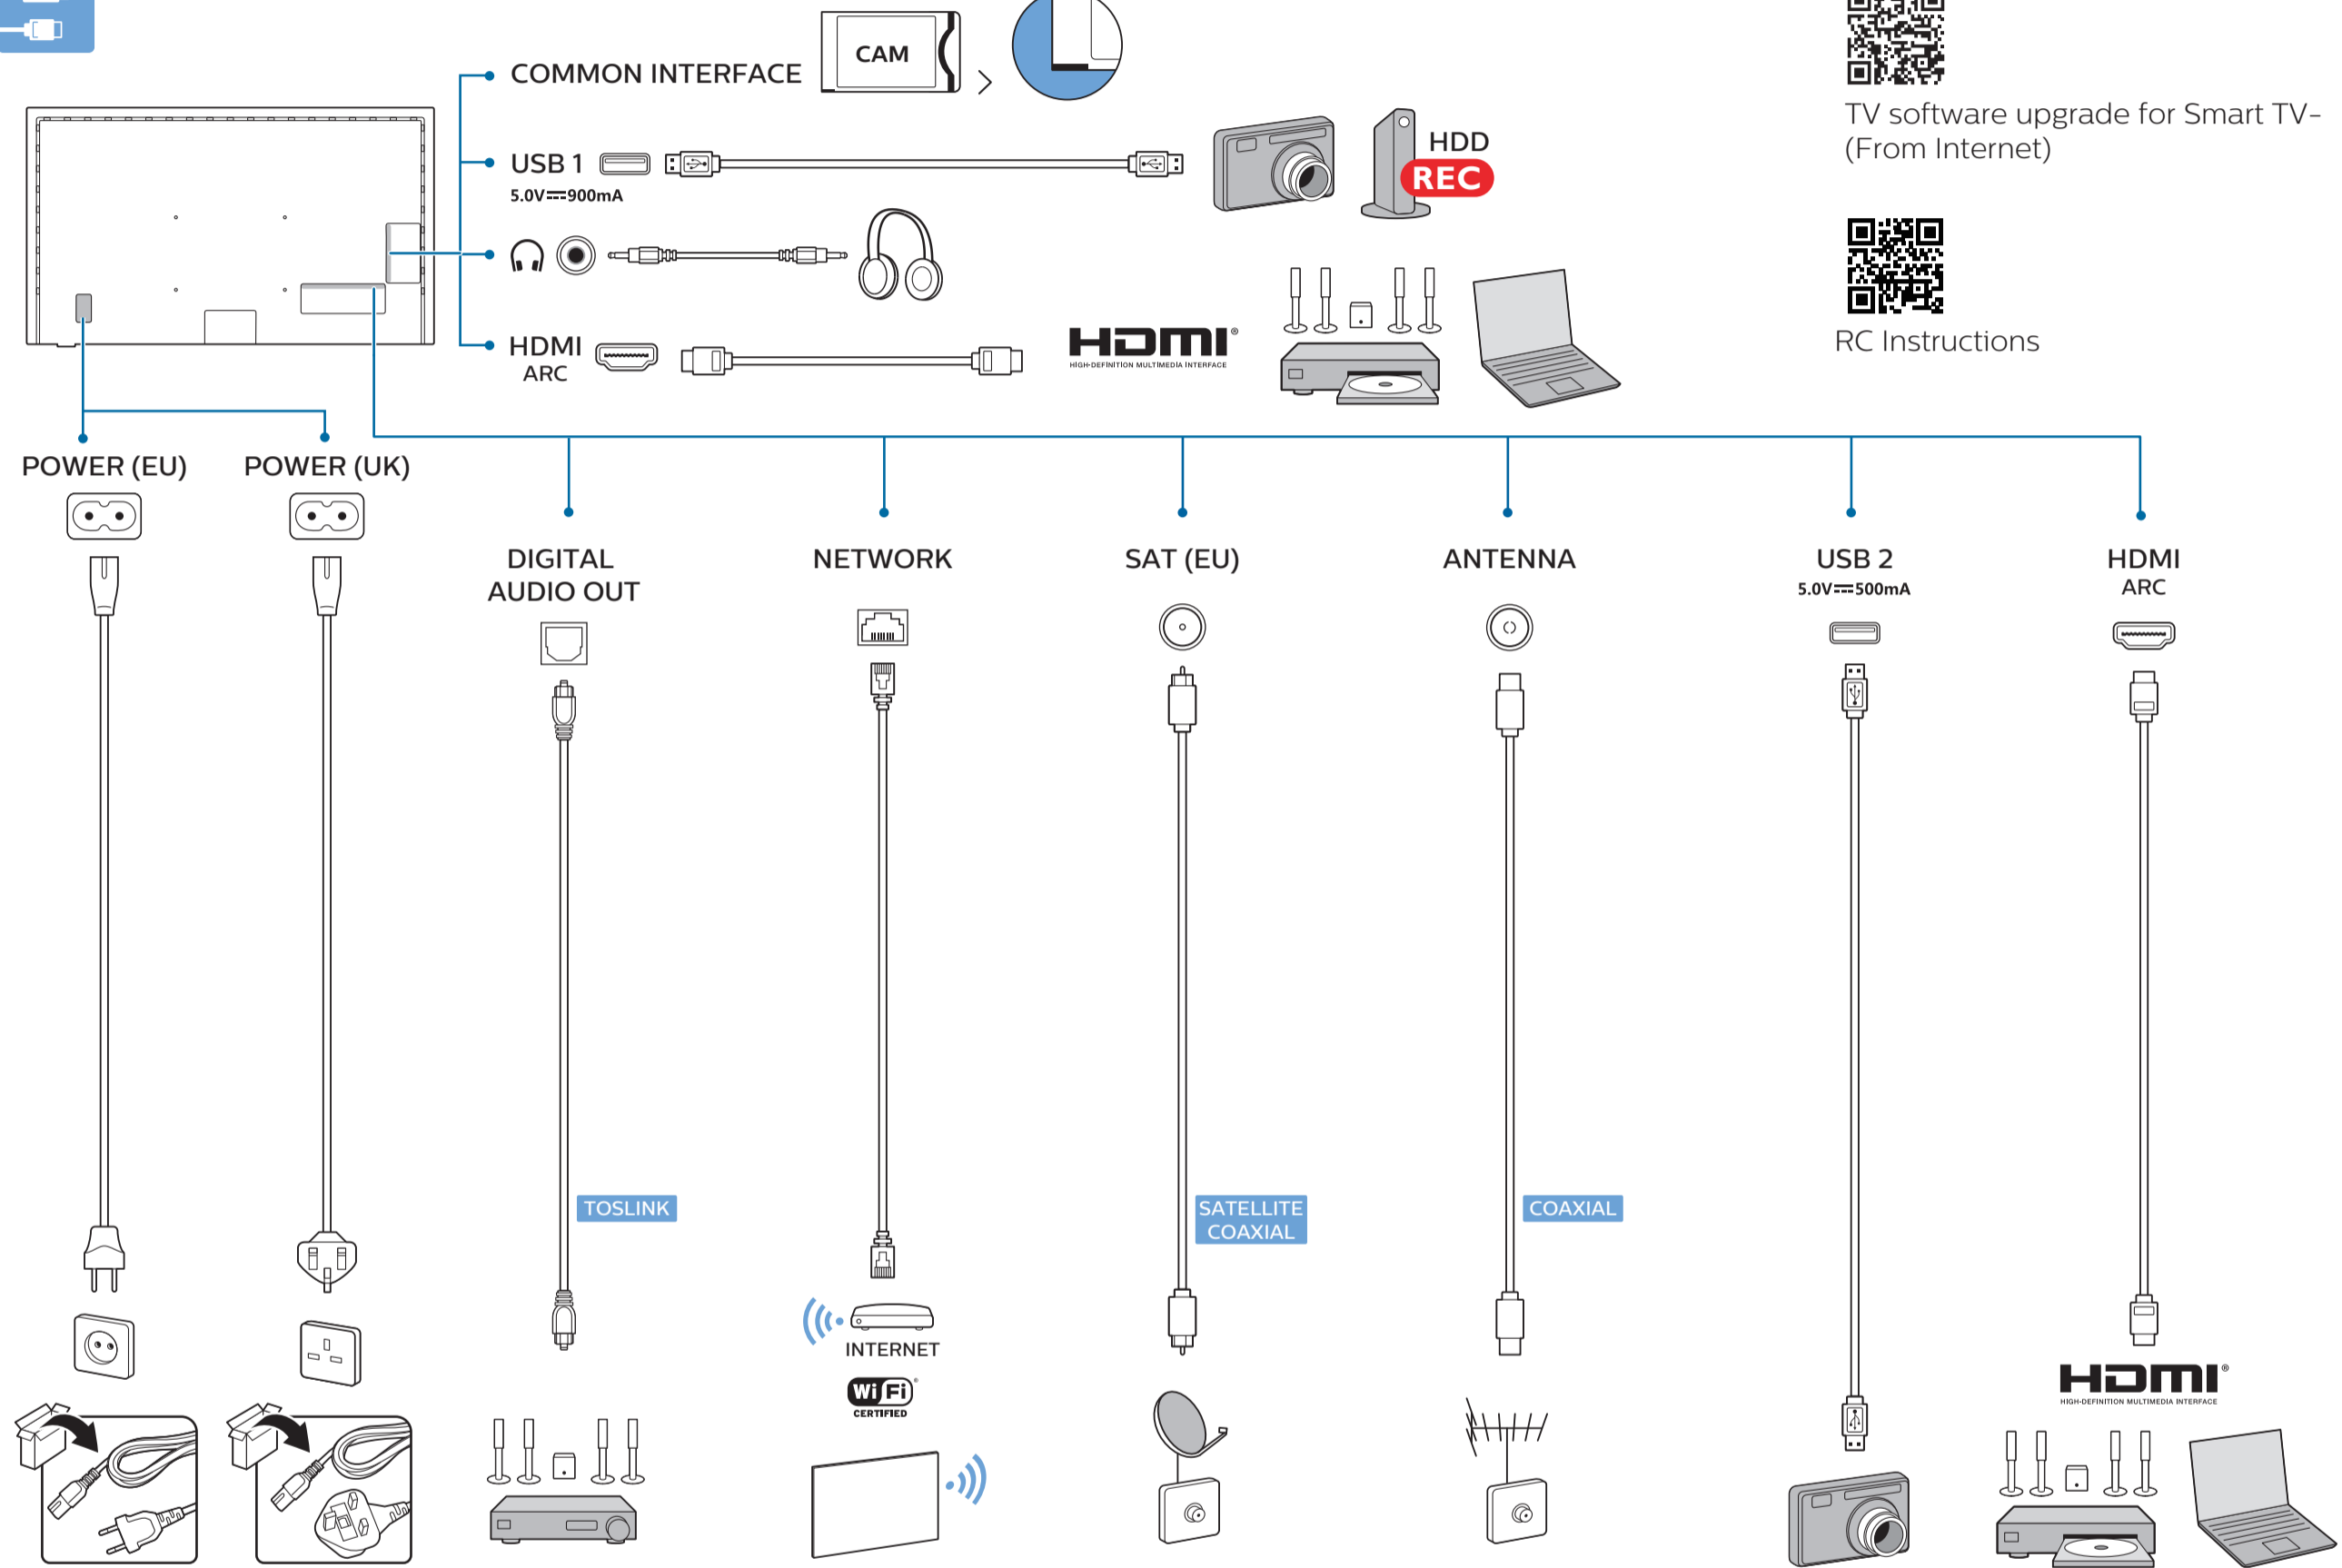 COMMON INTERFACE
CAM
TV software upgrade for Smart TV-
(From Internet)
USB 1
5.0V⎓900mA
HDD
REC
RC Instructions
HDMI
ARC
HDMI®
HIGH-DEFINITION MULTIMEDIA INTERFACE
POWER (EU)
POWER (UK)
DIGITAL
AUDIO OUT
NETWORK
SAT (EU)
ANTENNA
USB 2
5.0V⎓500mA
HDMI
ARC
TOSLINK
SATELLITE
COAXIAL
COAXIAL
INTERNET
Wi Fi®
CERTIFIED
HDMI®
HIGH-DEFINITION MULTIMEDIA INTERFACE